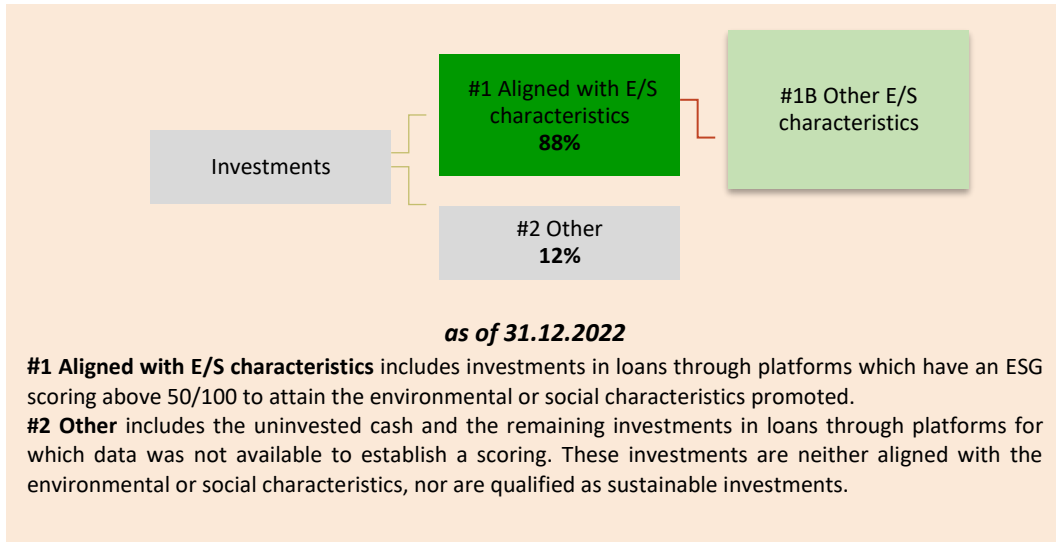 #1 Aligned with E/S
characteristics
88%
#1B Other E/S
characteristics
Investments
#2 Other
12%
as of 31.12.2022
#1 Aligned with E/S characteristics includes investments in loans through platforms which have an ESG
scoring above 50/100 to attain the environmental or social characteristics promoted.
#2 Other includes the uninvested cash and the remaining investments in loans through platforms for
which data was not available to establish a scoring. These investments are neither aligned with the
environmental or social characteristics, nor are qualified as sustainable investments.